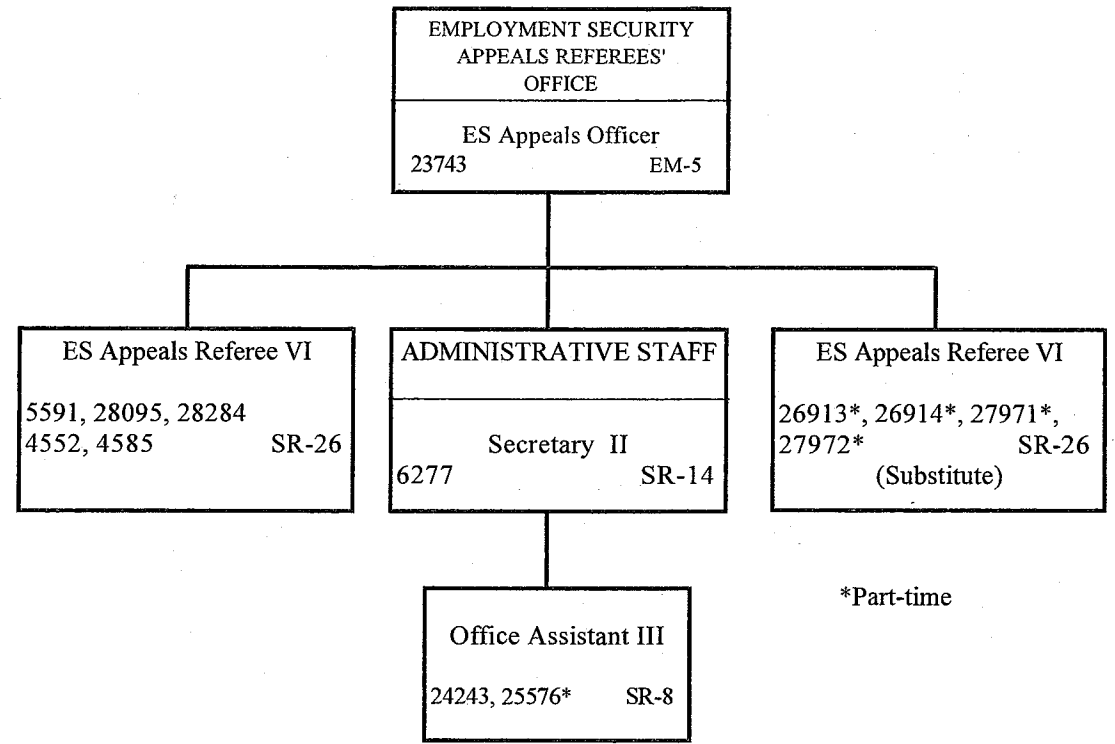 EMPLOYMENT SECURITY
APPEALS REFEREES'
OFFICE
ES Appeals Officer
23743 EM-5
ES Appeals Referee VI
5591, 28095, 28284
4552, 4585 SR-26
ADMINISTRATIVE STAFF
Secretary II
6277 SR-14
ES Appeals Referee VI
26913*, 26914*, 27971*,
27972* SR-26
(Substitute)
Office Assistant III
24243, 25576* SR-8
*Part-time